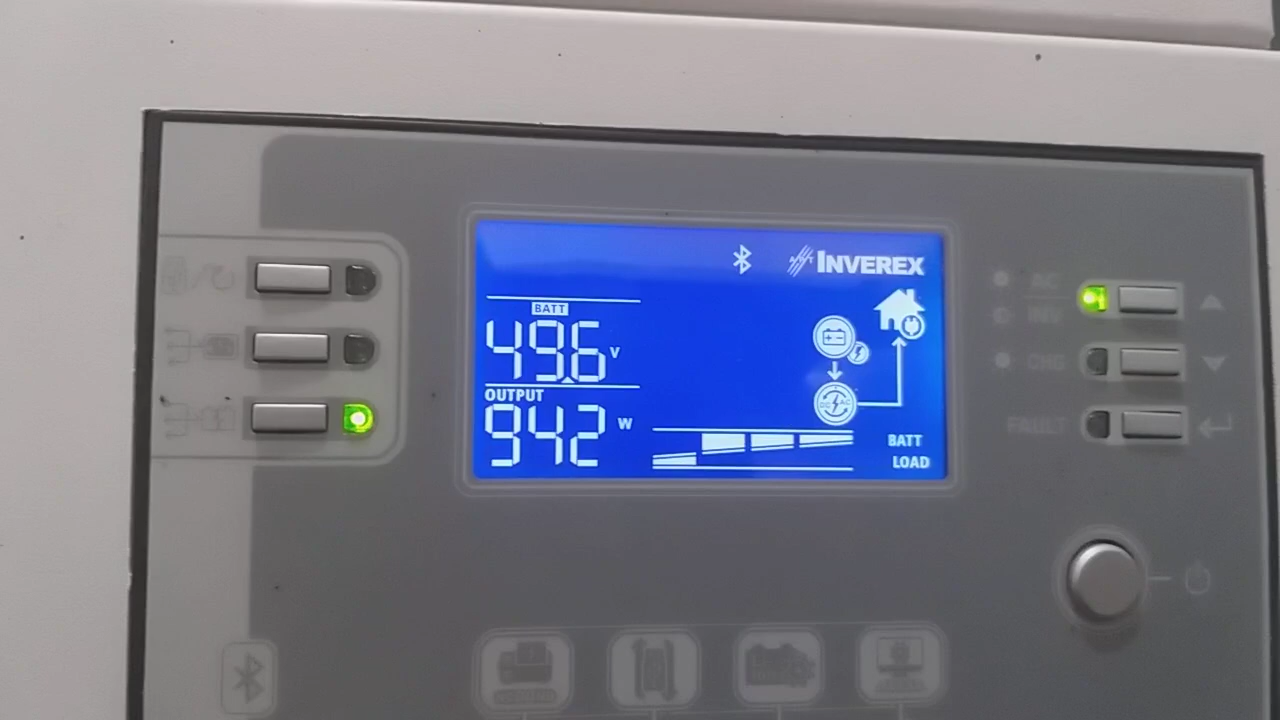 INVEREX
BATT
49.6 V
OUTPUT
942 W
BATT
LOAD
AC
INV
CHG
FAULT